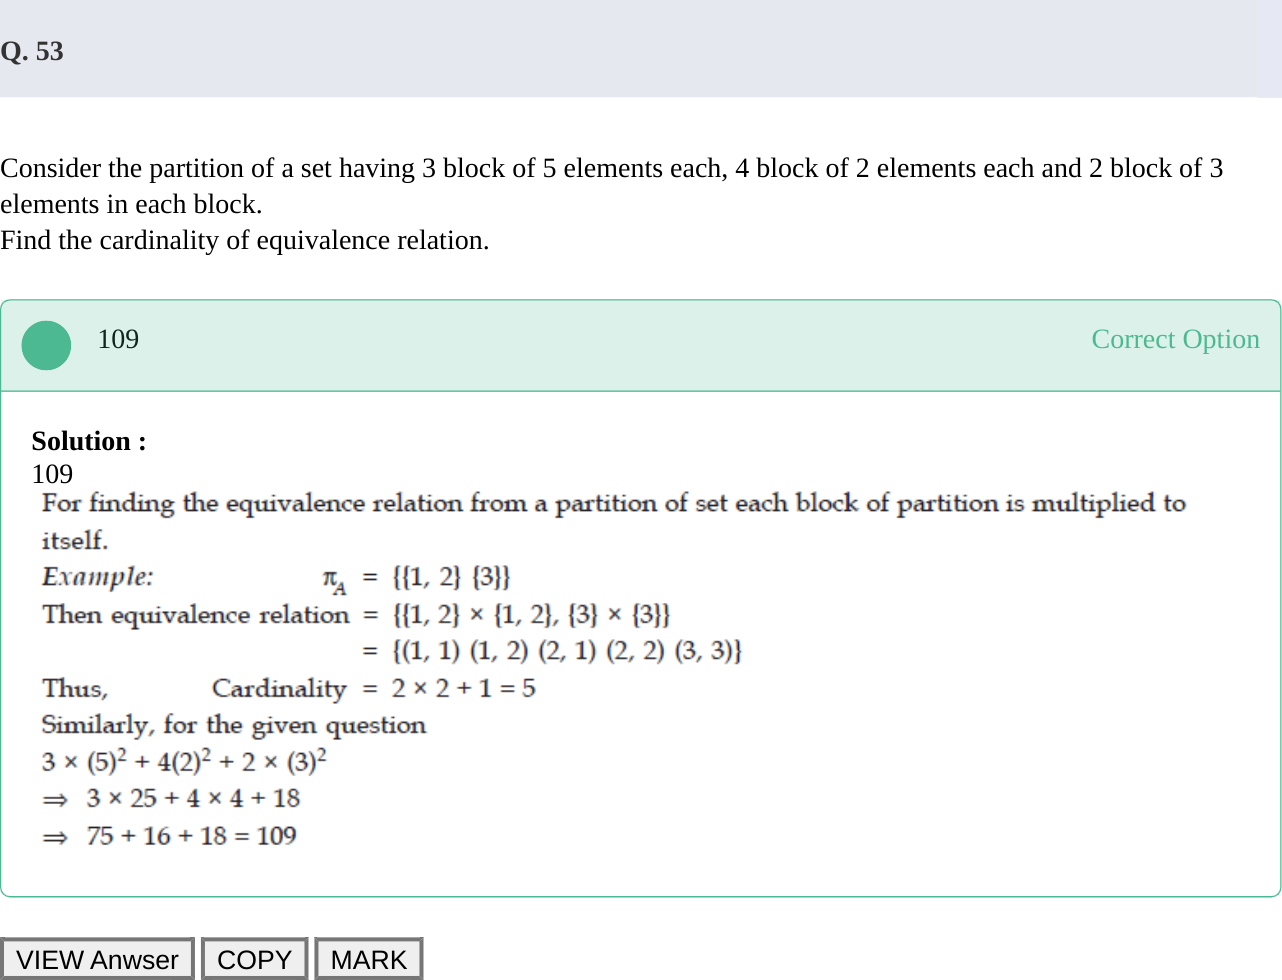 Q. 53
Consider the partition of a set having 3 block of 5 elements each, 4 block of 2 elements each and 2 block of 3
elements in each block.
Find the cardinality of equivalence relation.
109 Correct Option
Solution :
109
For finding the equivalence relation from a partition of set each block of partition is multiplied to
itself.
Example: π_A = {{1, 2} {3}}
Then equivalence relation = {{1, 2} × {1, 2}, {3} × {3}}
= {(1, 1) (1, 2) (2, 1) (2, 2) (3, 3)}
Thus, Cardinality = 2 × 2 + 1 = 5
Similarly, for the given question
3 × (5)² + 4(2)² + 2 × (3)²
⇒ 3 × 25 + 4 × 4 + 18
⇒ 75 + 16 + 18 = 109
VIEW Anwser COPY MARK